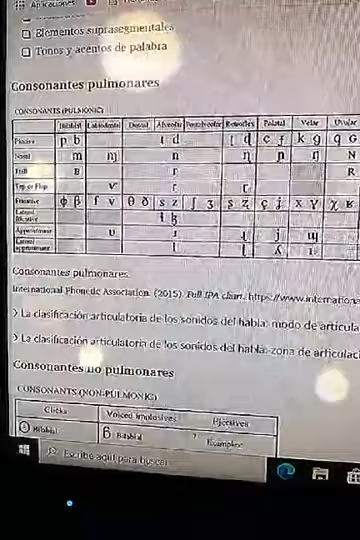 Aplicaciones
Elementos suprasegmentales
Tonos y acentos de palabra
Consonantes pulmonares
CONSONANTS (PULMONIC)
Bilabial Labiodental Dental Alveolar Postalveolar Retroflex Palatal Velar Uvular
Plosive p b t d ʈ ɖ c ɟ k g q G
Nasal m ɱ n ɳ ɲ ŋ N
Trill B r R
Tap or Flap ⱱ ɾ ɽ
Fricative ɸ β f v θ ð s z ʃ ʒ ʂ ʐ ç ʝ x ɣ χ ʁ
Lateral fricative ɬ ɮ
Approximant ʋ ɹ ɻ j ɰ
Lateral approximant l ɭ ʎ ʟ
Consonantes pulmonares.
International Phonetic Association. (2015). Full IPA chart. https://www.internationa
La clasificación articulatoria de los sonidos del habla: modo de articula
La clasificación articulatoria de los sonidos del habla: zona de articulaci
Consonantes no pulmonares
CONSONANTS (NON-PULMONIC)
Clicks Voiced implosives Ejectives
ʘ Bilabial ɓ Bilabial ʼ Examples:
Escribe aquí para buscar